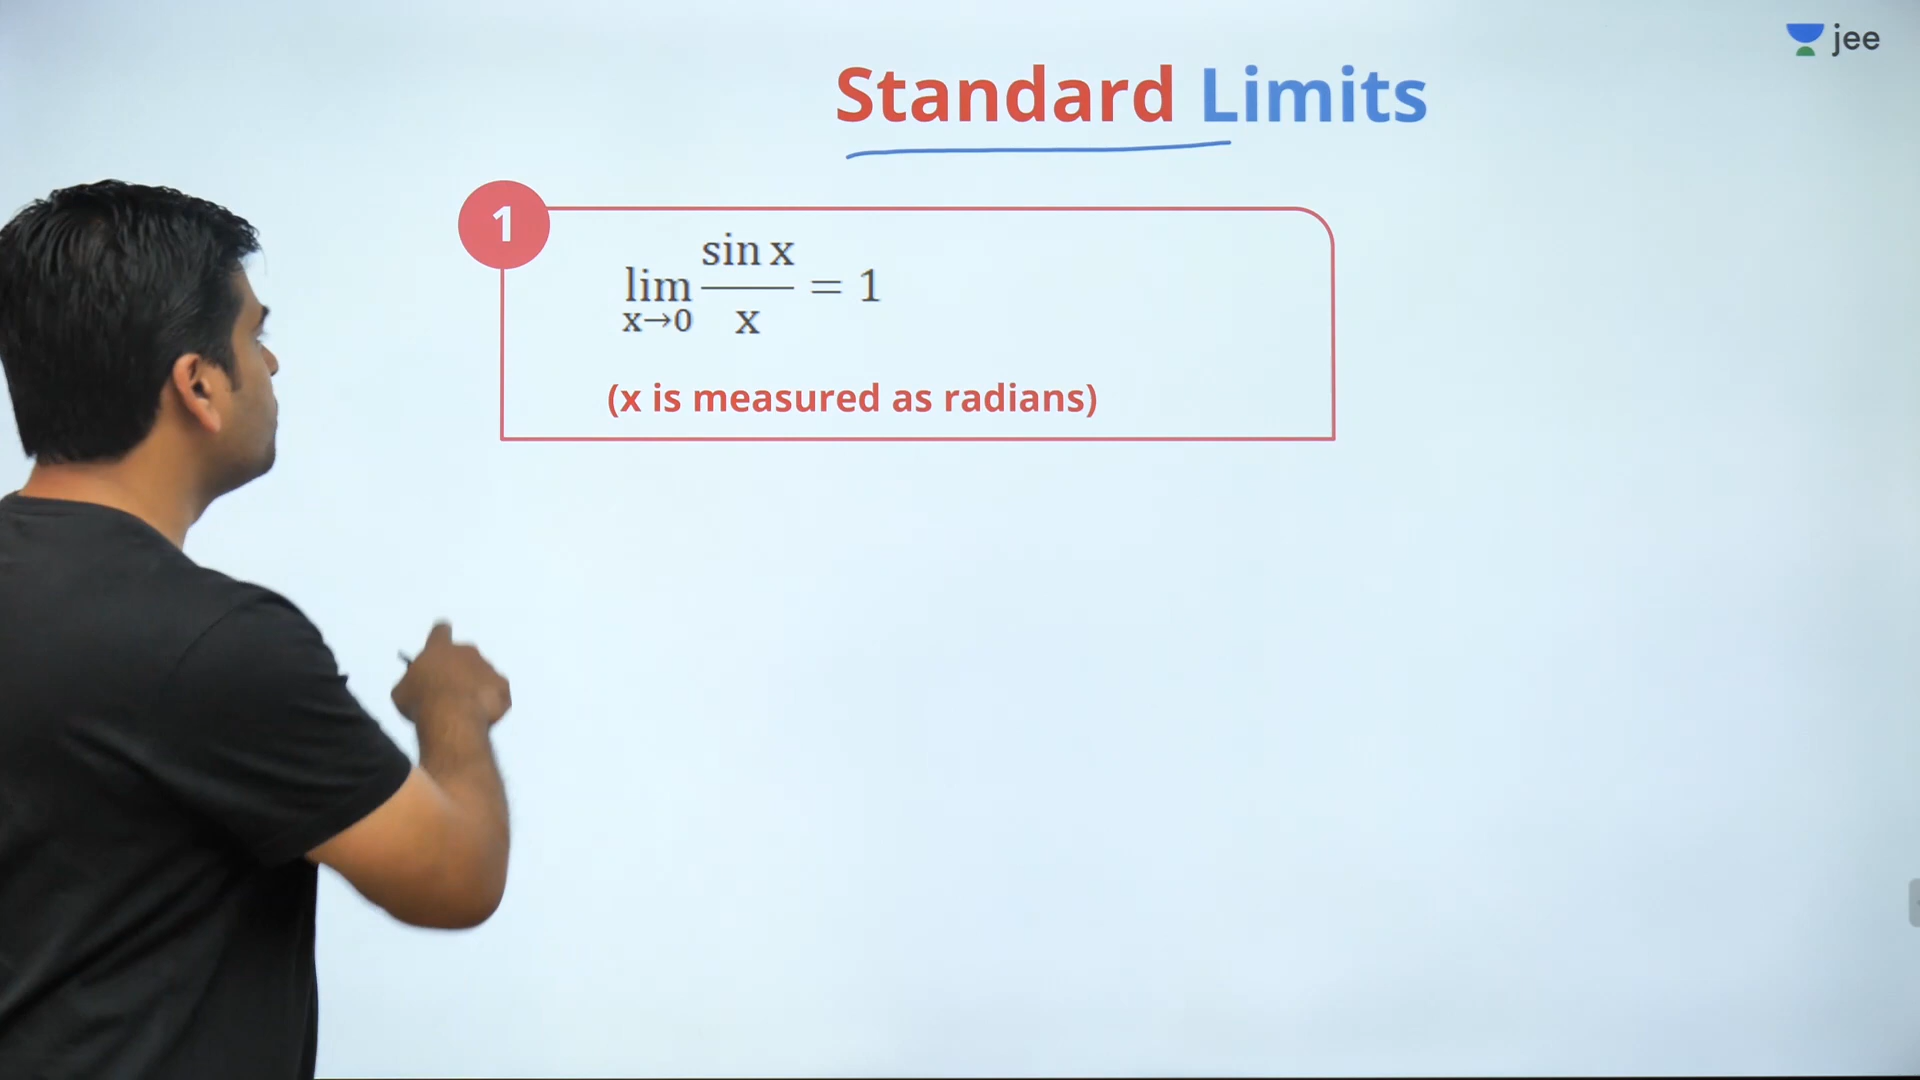 jee
Standard Limits
1
lim x→0 sin x / x = 1
(x is measured as radians)